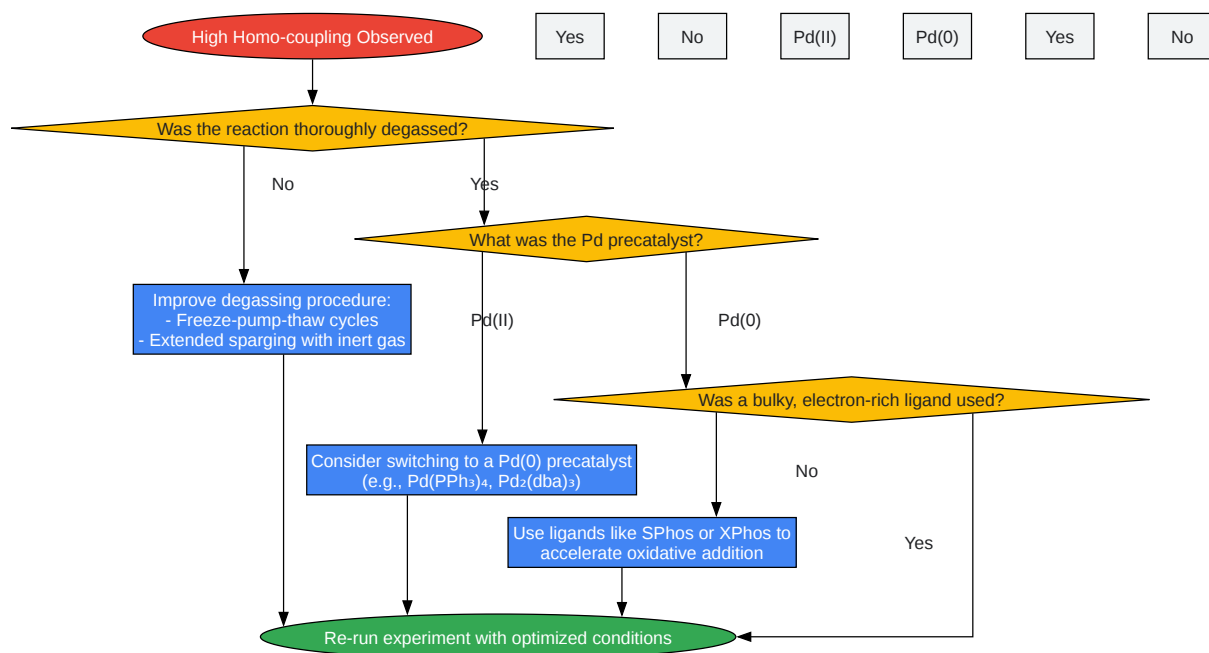 High Homo-coupling Observed
Yes
No
Pd(II)
Pd(0)
Yes
No
Was the reaction thoroughly degassed?
No
Yes
What was the Pd precatalyst?
Improve degassing procedure:
- Freeze-pump-thaw cycles
- Extended sparging with inert gas
Pd(II)
Pd(0)
Was a bulky, electron-rich ligand used?
Consider switching to a Pd(0) precatalyst
(e.g., Pd(PPh₃)₄, Pd₂(dba)₃)
No
Use ligands like SPhos or XPhos to
accelerate oxidative addition
Yes
Re-run experiment with optimized conditions